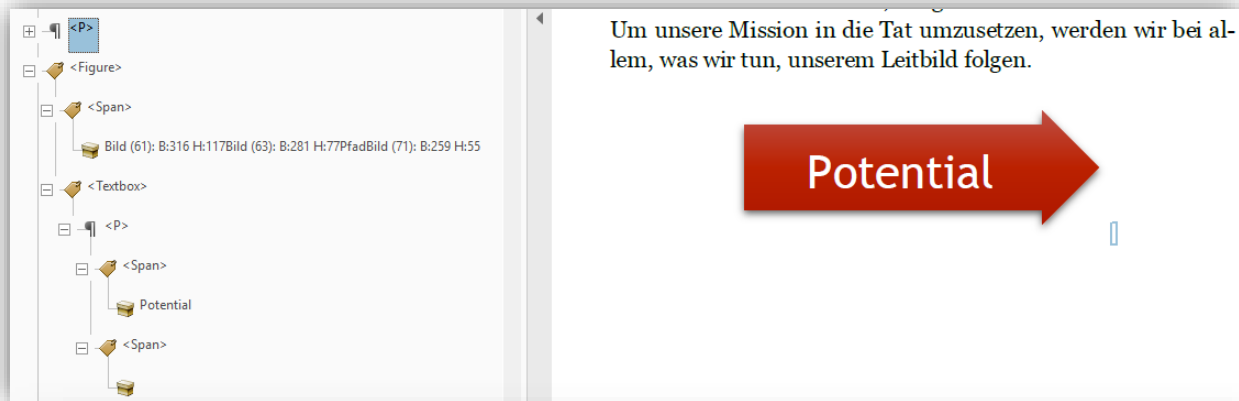 <P>
<Figure>
<Span>
Bild (61): B:316 H:117Bild (63): B:281 H:77PfadBild (71): B:259 H:55
<Textbox>
<P>
<Span>
Potential
<Span>
Um unsere Mission in die Tat umzusetzen, werden wir bei al-
lem, was wir tun, unserem Leitbild folgen.
Potential